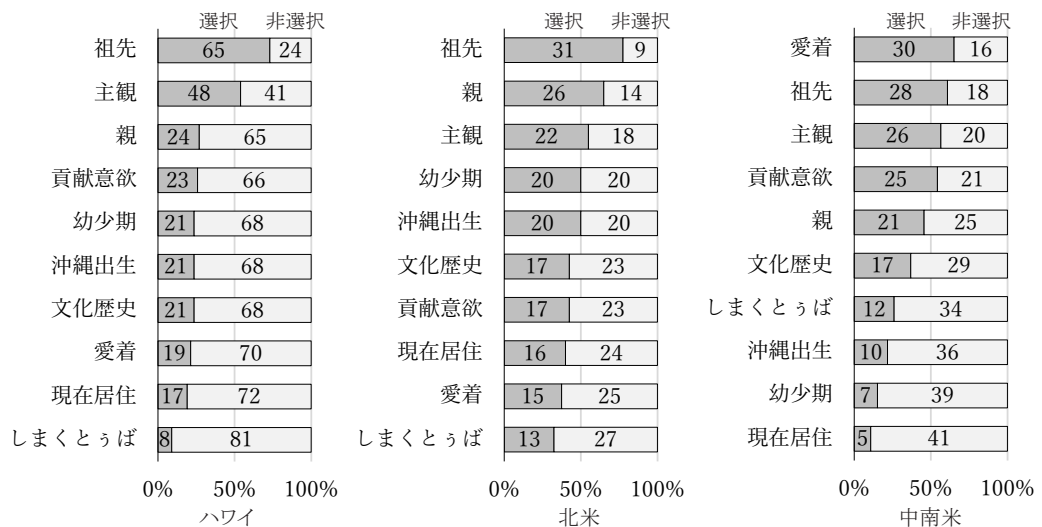 選択 非選択
祖先 65 24
主観 48 41
親 24 65
貢献意欲 23 66
幼少期 21 68
沖縄出生 21 68
文化歴史 21 68
愛着 19 70
現在居住 17 72
しまくとぅば 8 81
0% 50% 100%
ハワイ
選択 非選択
祖先 31 9
親 26 14
主観 22 18
幼少期 20 20
沖縄出生 20 20
文化歴史 17 23
貢献意欲 17 23
現在居住 16 24
愛着 15 25
しまくとぅば 13 27
0% 50% 100%
北米
選択 非選択
愛着 30 16
祖先 28 18
主観 26 20
貢献意欲 25 21
親 21 25
文化歴史 17 29
しまくとぅば 12 34
沖縄出生 10 36
幼少期 7 39
現在居住 5 41
0% 50% 100%
中南米